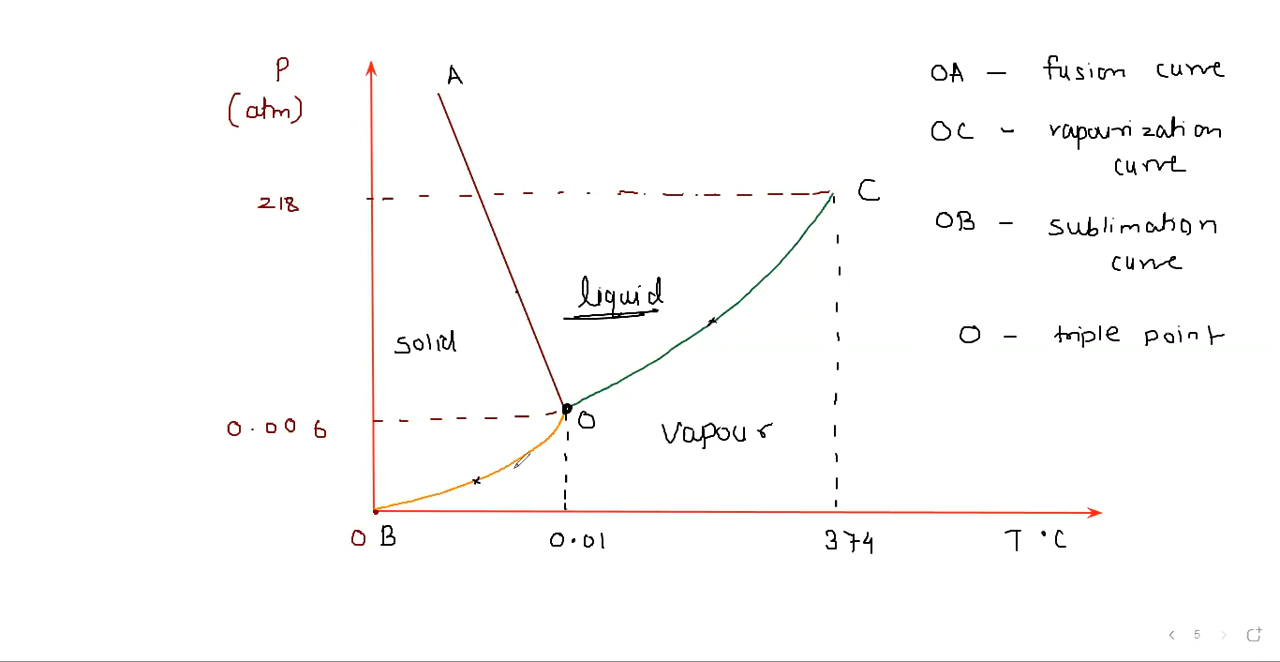 P
(atm)
A
218
C
liquid
solid
0.006
O
vapour
0 B
0.01
374
T °C
OA - fusion curve
OC - vapourization
curve
OB - sublimation
curve
O - triple point
5